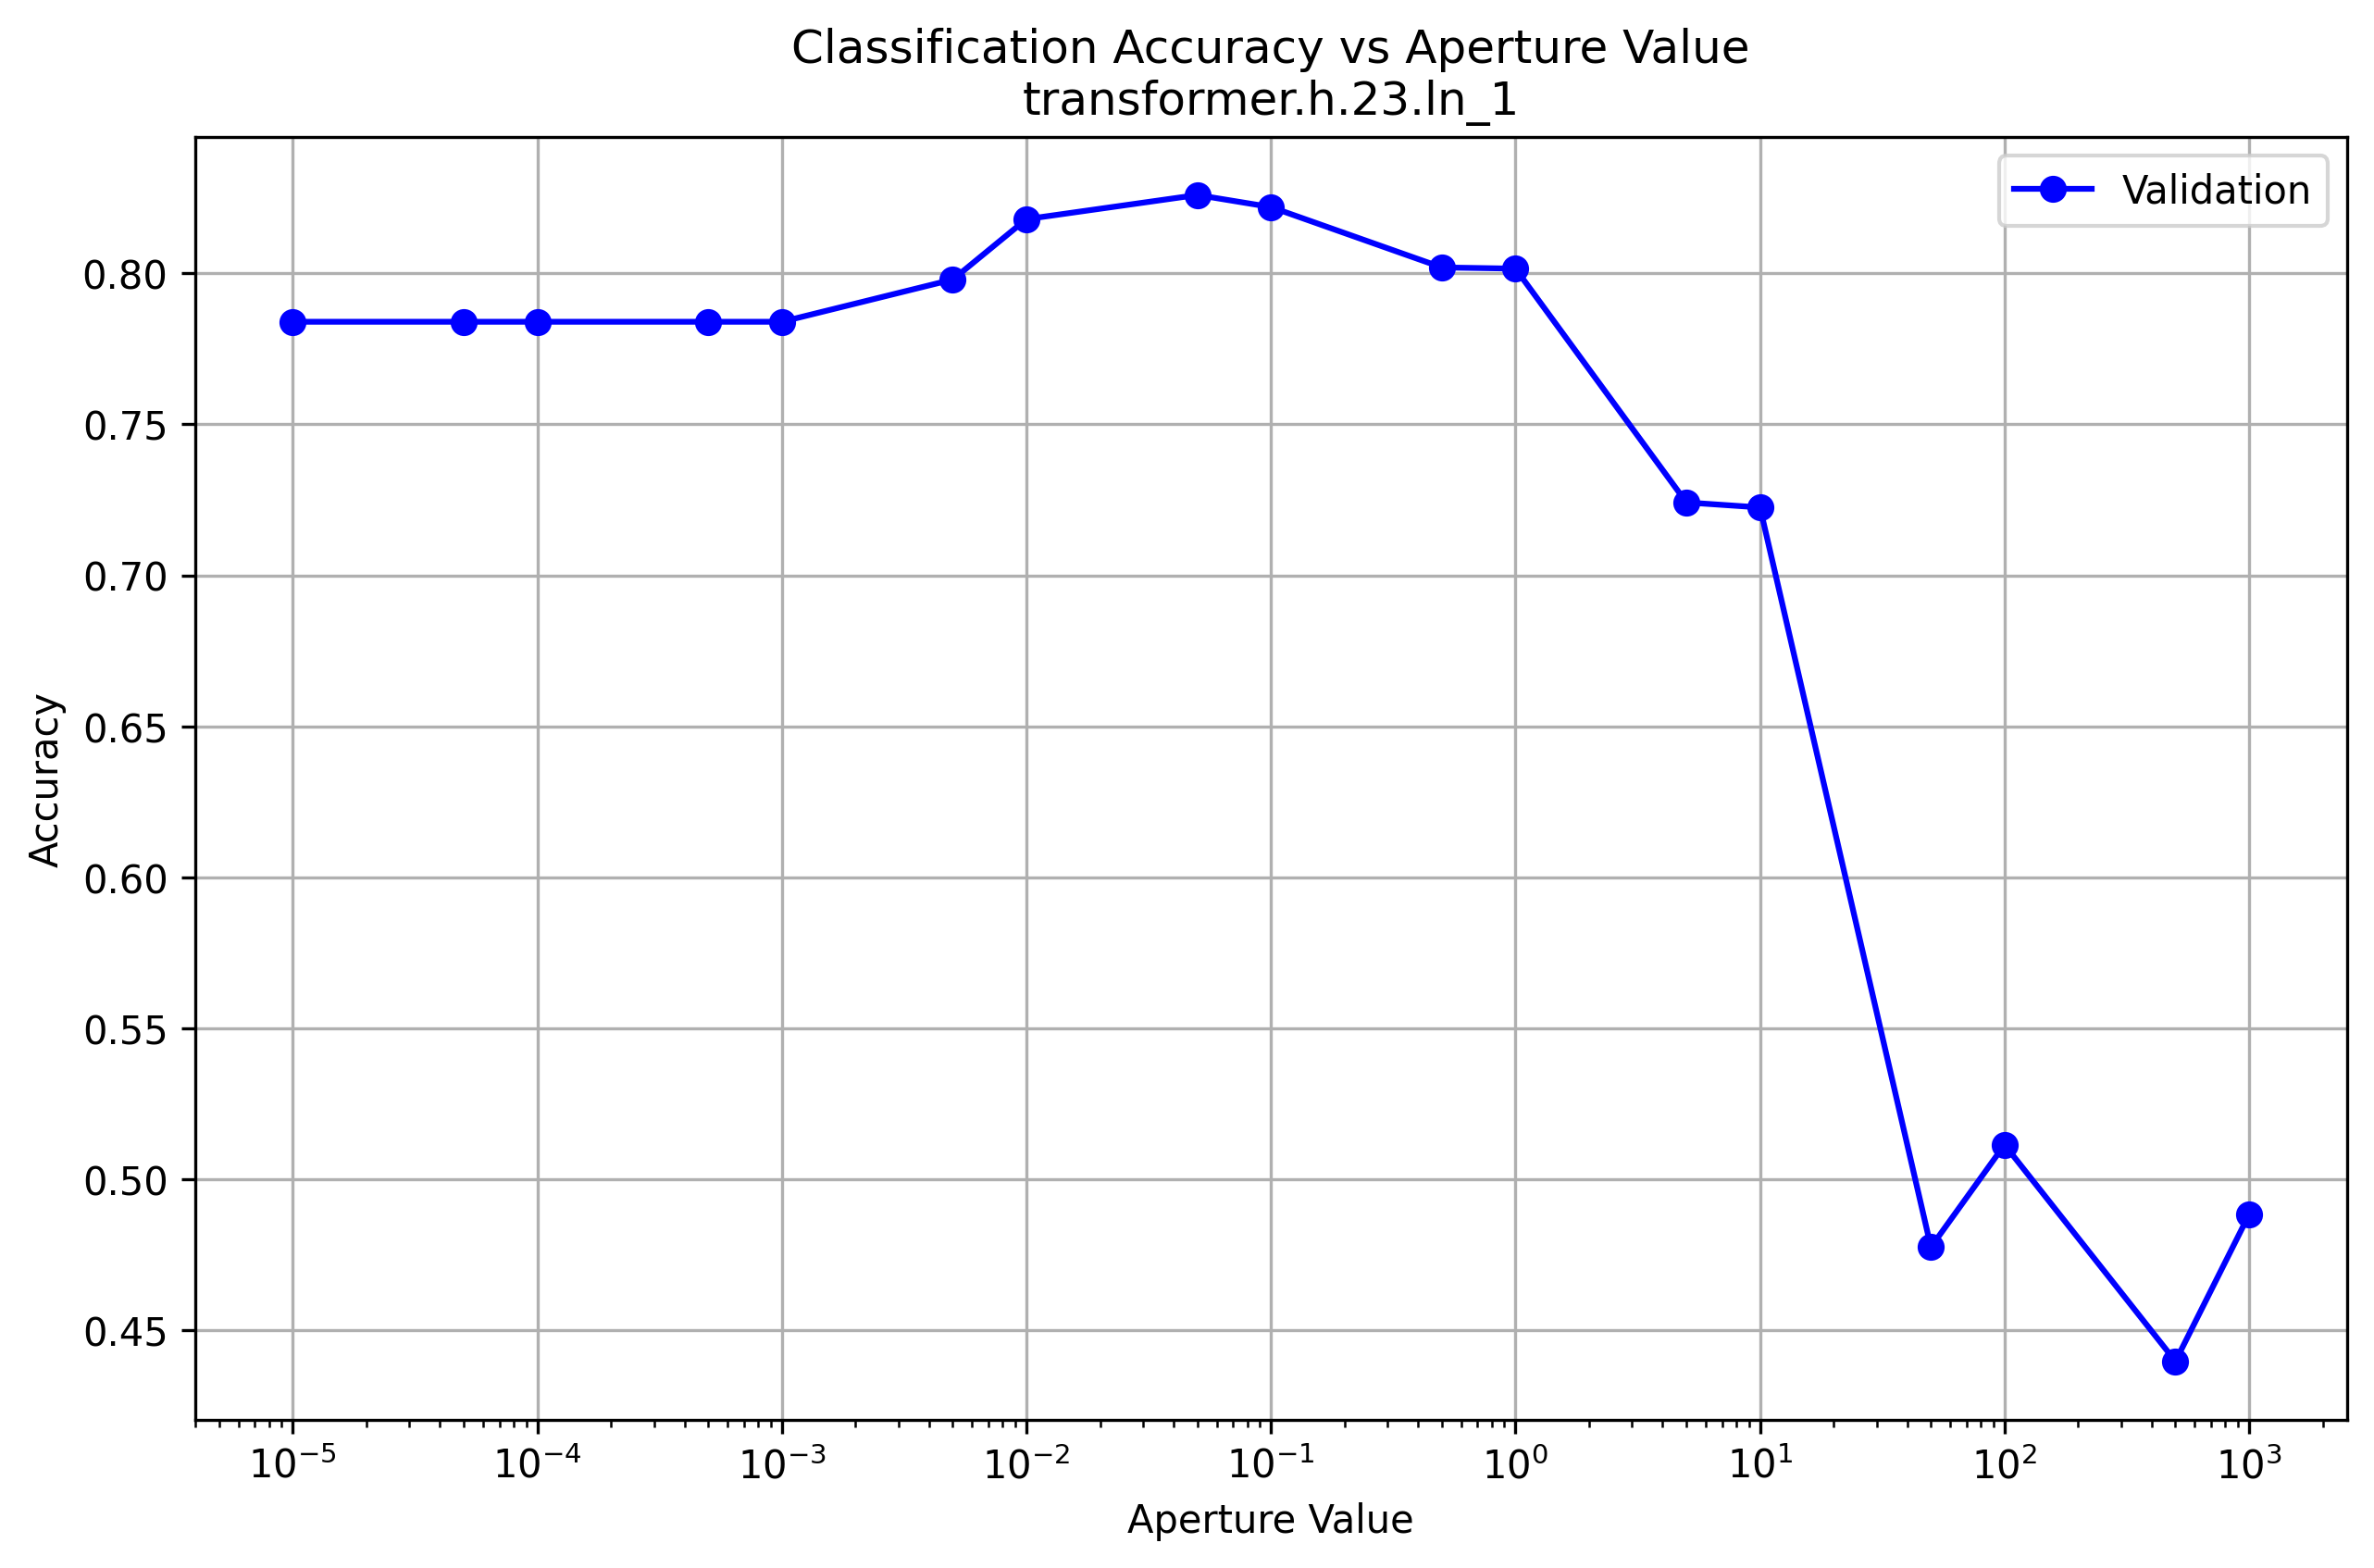 Classification Accuracy vs Aperture Value
transformer.h.23.ln_1
Validation
0.80
0.75
0.70
0.65
0.60
0.55
0.50
0.45
Accuracy
10⁻⁵ 10⁻⁴ 10⁻³ 10⁻² 10⁻¹ 10⁰ 10¹ 10² 10³
Aperture Value